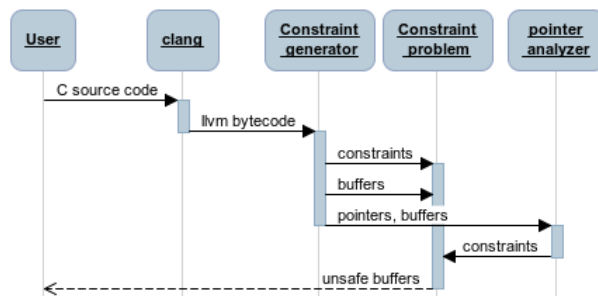 User
clang
Constraint
generator
Constraint
problem
pointer
analyzer
C source code
llvm bytecode
constraints
buffers
pointers, buffers
constraints
unsafe buffers